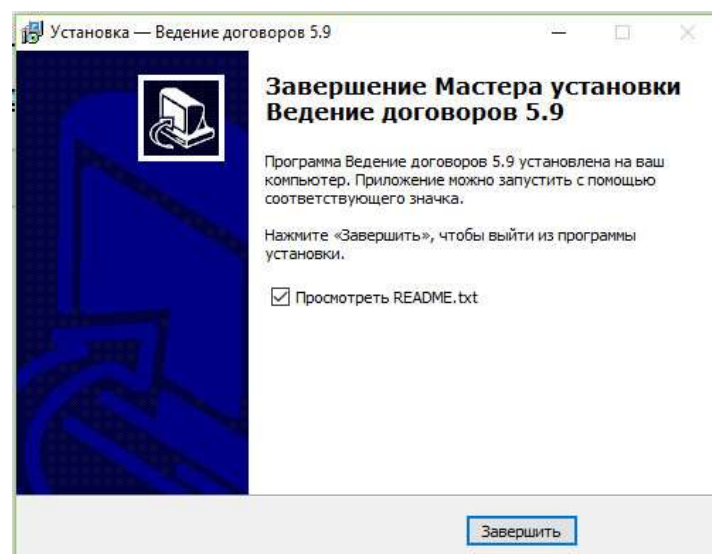 Установка — Ведение договоров 5.9
Завершение Мастера установки
Ведение договоров 5.9
Программа Ведение договоров 5.9 установлена на ваш
компьютер. Приложение можно запустить с помощью
соответствующего значка.
Нажмите «Завершить», чтобы выйти из программы
установки.
Просмотреть README.txt
Завершить